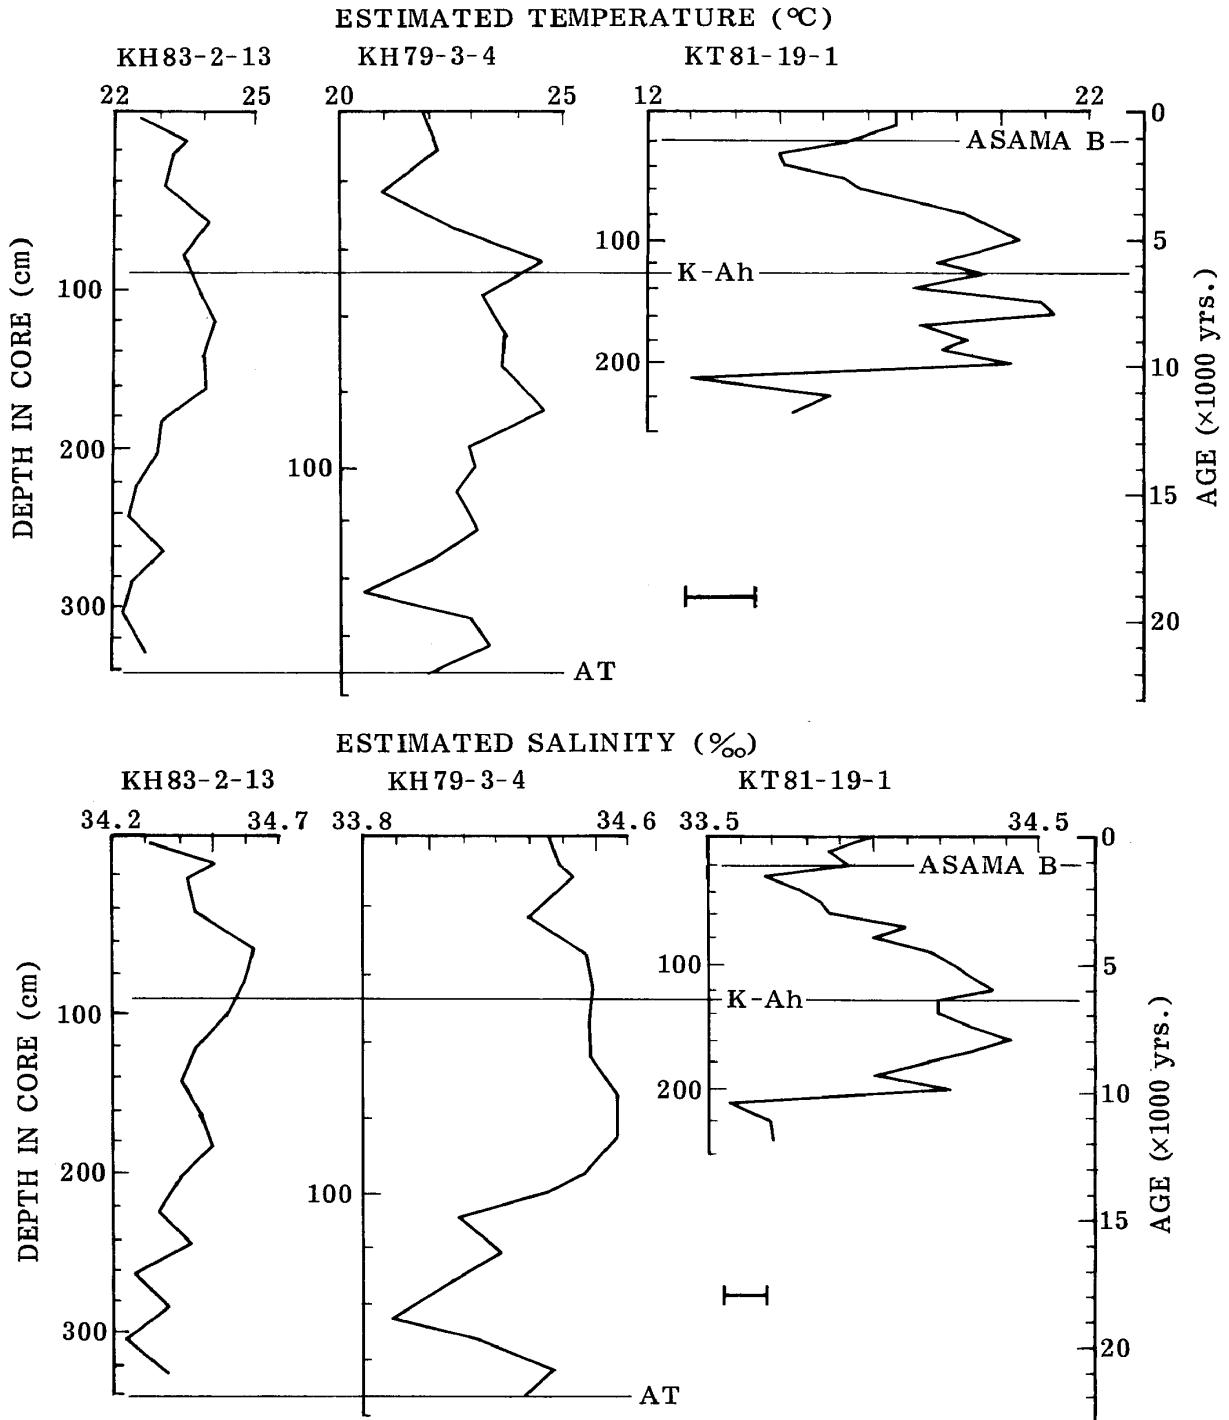 ESTIMATED TEMPERATURE (°C)
KH83-2-13 KH79-3-4 KT81-19-1
22 25 20 25 12 22
0
ASAMA B
100 5
K-Ah
100
200 10
200
100
15
300
20
AT
DEPTH IN CORE (cm)
AGE (×1000 yrs.)
ESTIMATED SALINITY (‰)
KH83-2-13 KH79-3-4 KT81-19-1
34.2 34.7 33.8 34.6 33.5 34.5
0
ASAMA B
100 5
K-Ah
100
200 10
200
100
15
300
20
AT
DEPTH IN CORE (cm)
AGE (×1000 yrs.)